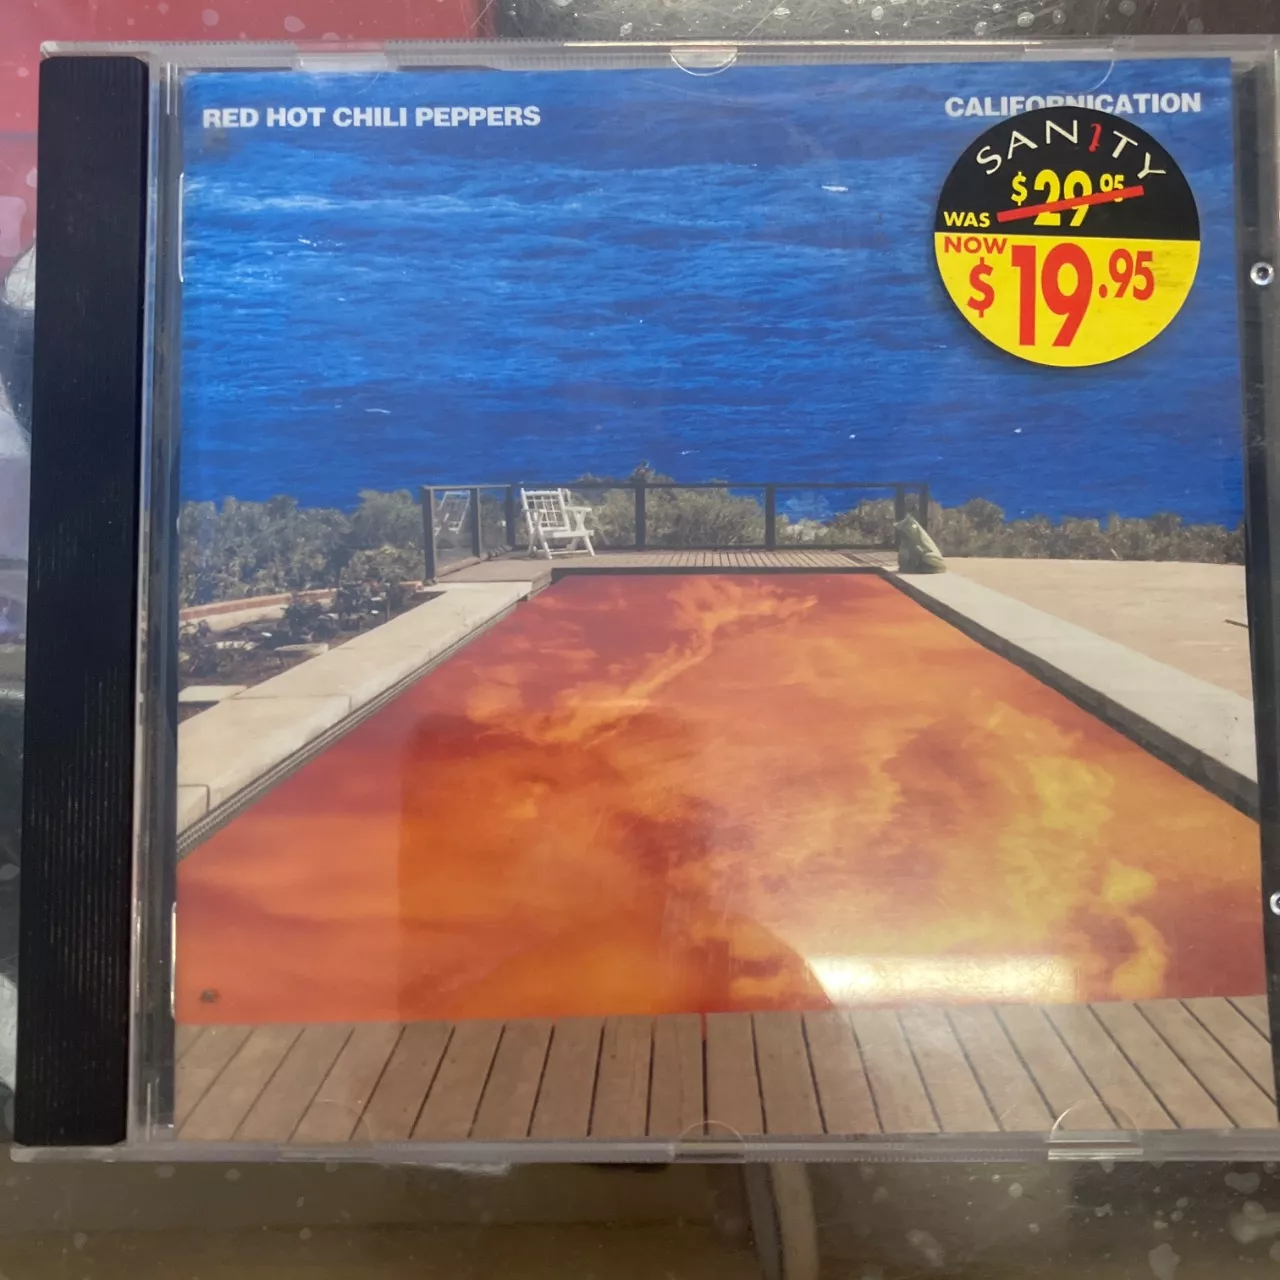 RED HOT CHILI PEPPERS
CALIFORNICATION
SANITY
WAS $29.95
NOW
$19.95